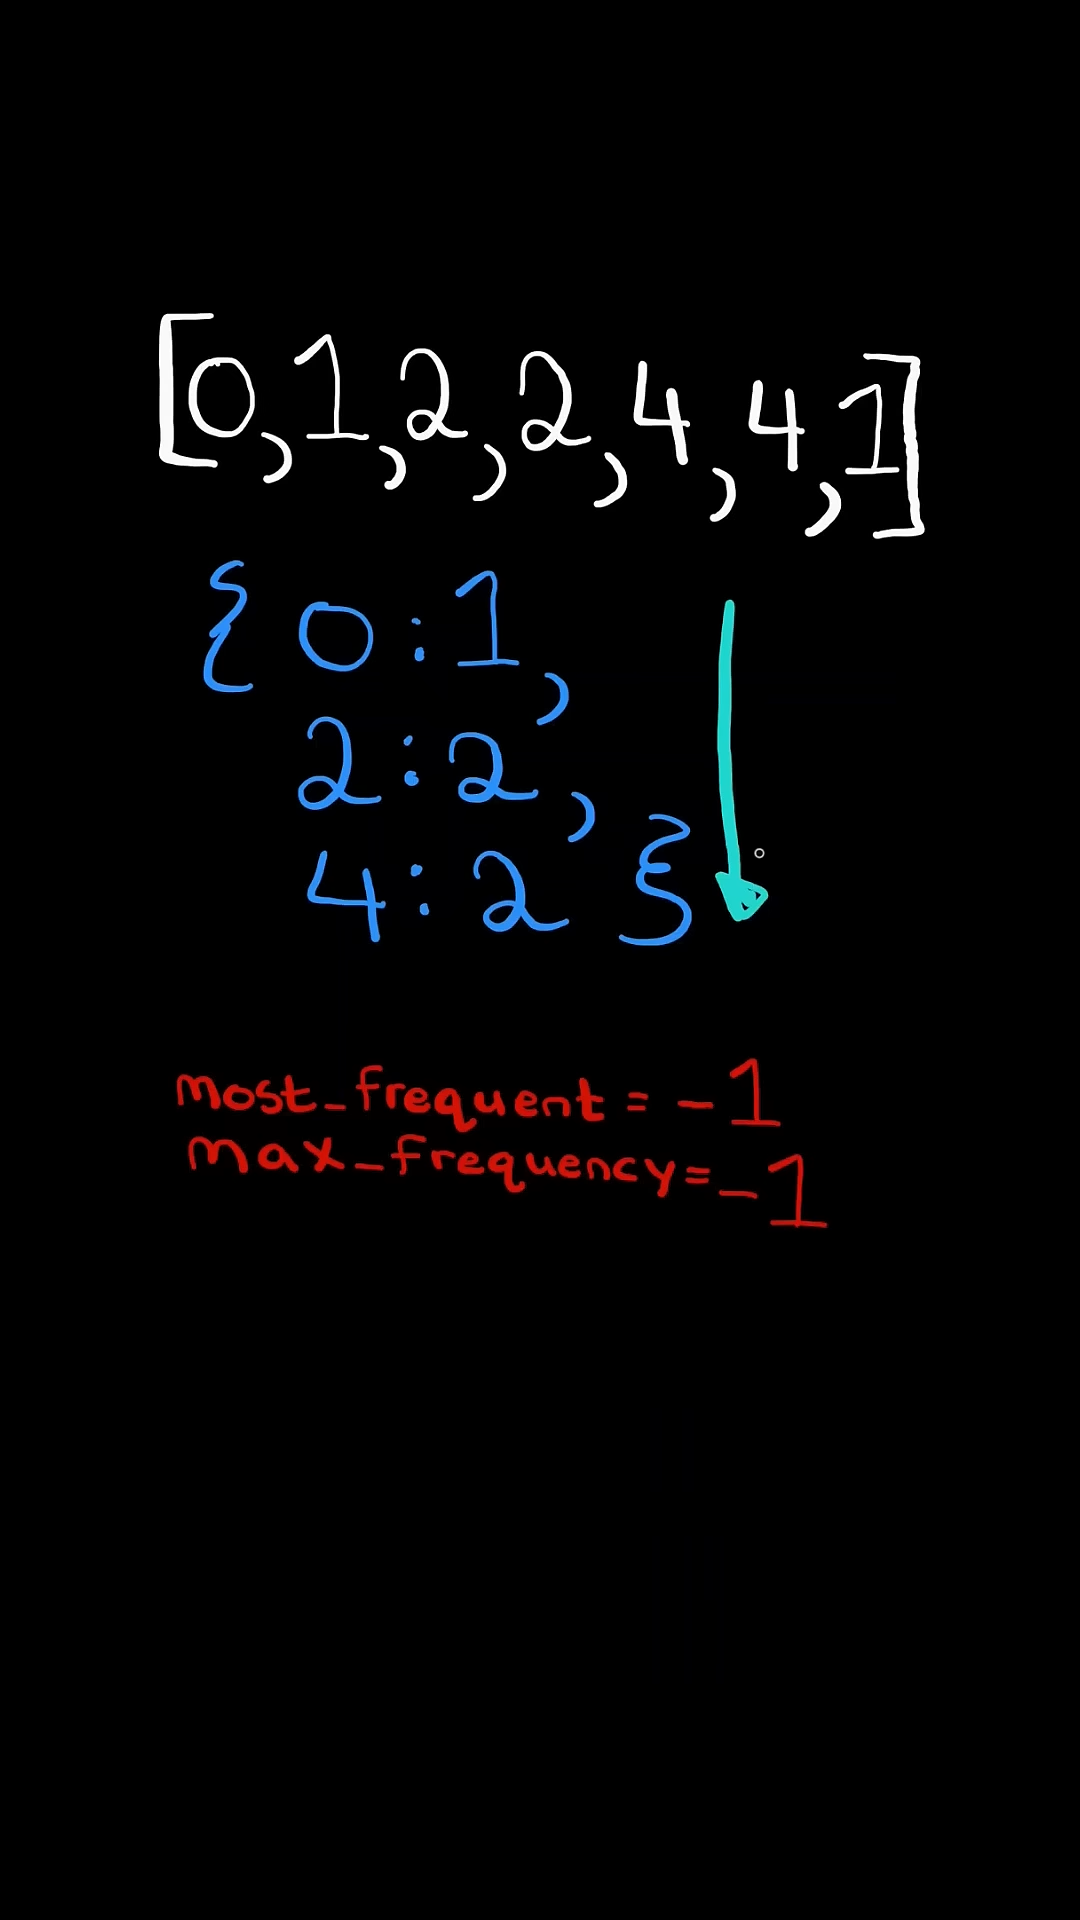 [0,1,2,2,4,4,1]
{0:1,
2:2,
4:2}
most_frequent = -1
max_frequency=-1